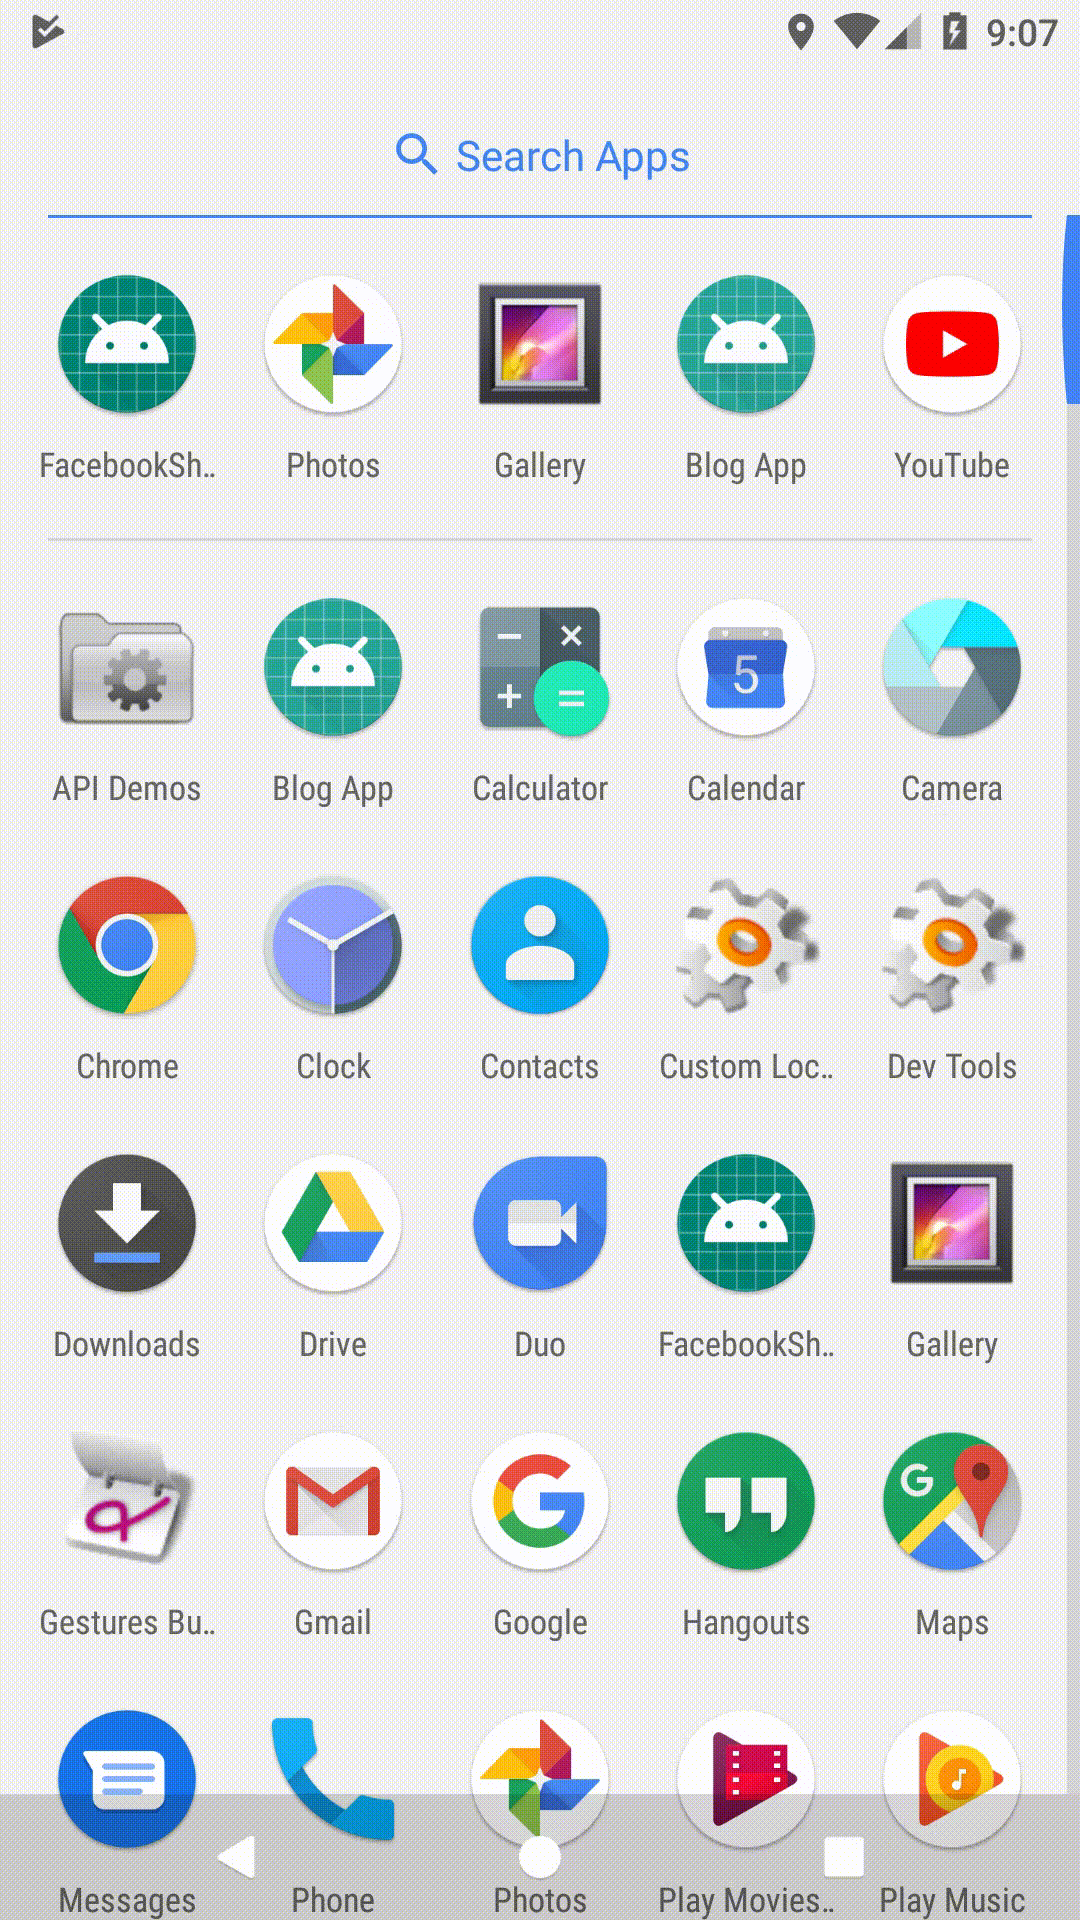 9:07
Search Apps
FacebookSh.. Photos Gallery Blog App YouTube
5
API Demos Blog App Calculator Calendar Camera
Chrome Clock Contacts Custom Loc.. Dev Tools
Downloads Drive Duo FacebookSh.. Gallery
G
G
Gestures Bu.. Gmail Google Hangouts Maps
Messages Phone Photos Play Movies.. Play Music